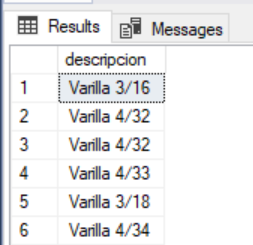 Results Messages
descripcion
1 Varilla 3/16
2 Varilla 4/32
3 Varilla 4/32
4 Varilla 4/33
5 Varilla 3/18
6 Varilla 4/34